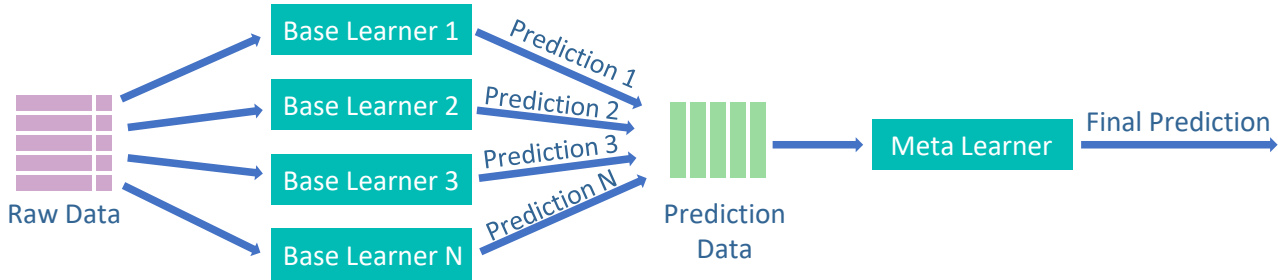 Raw Data
Base Learner 1
Base Learner 2
Base Learner 3
Base Learner N
Prediction 1
Prediction 2
Prediction 3
Prediction N
Prediction
Data
Meta Learner
Final Prediction